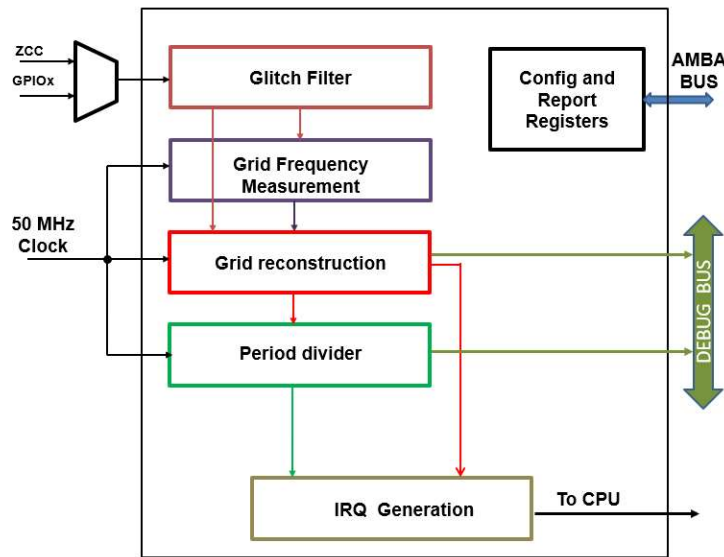 ZCC
GPIOx
Glitch Filter
Config and
Report
Registers
AMBA
BUS
Grid Frequency
Measurement
50 MHz
Clock
Grid reconstruction
Period divider
DEBUG BUS
IRQ Generation
To CPU